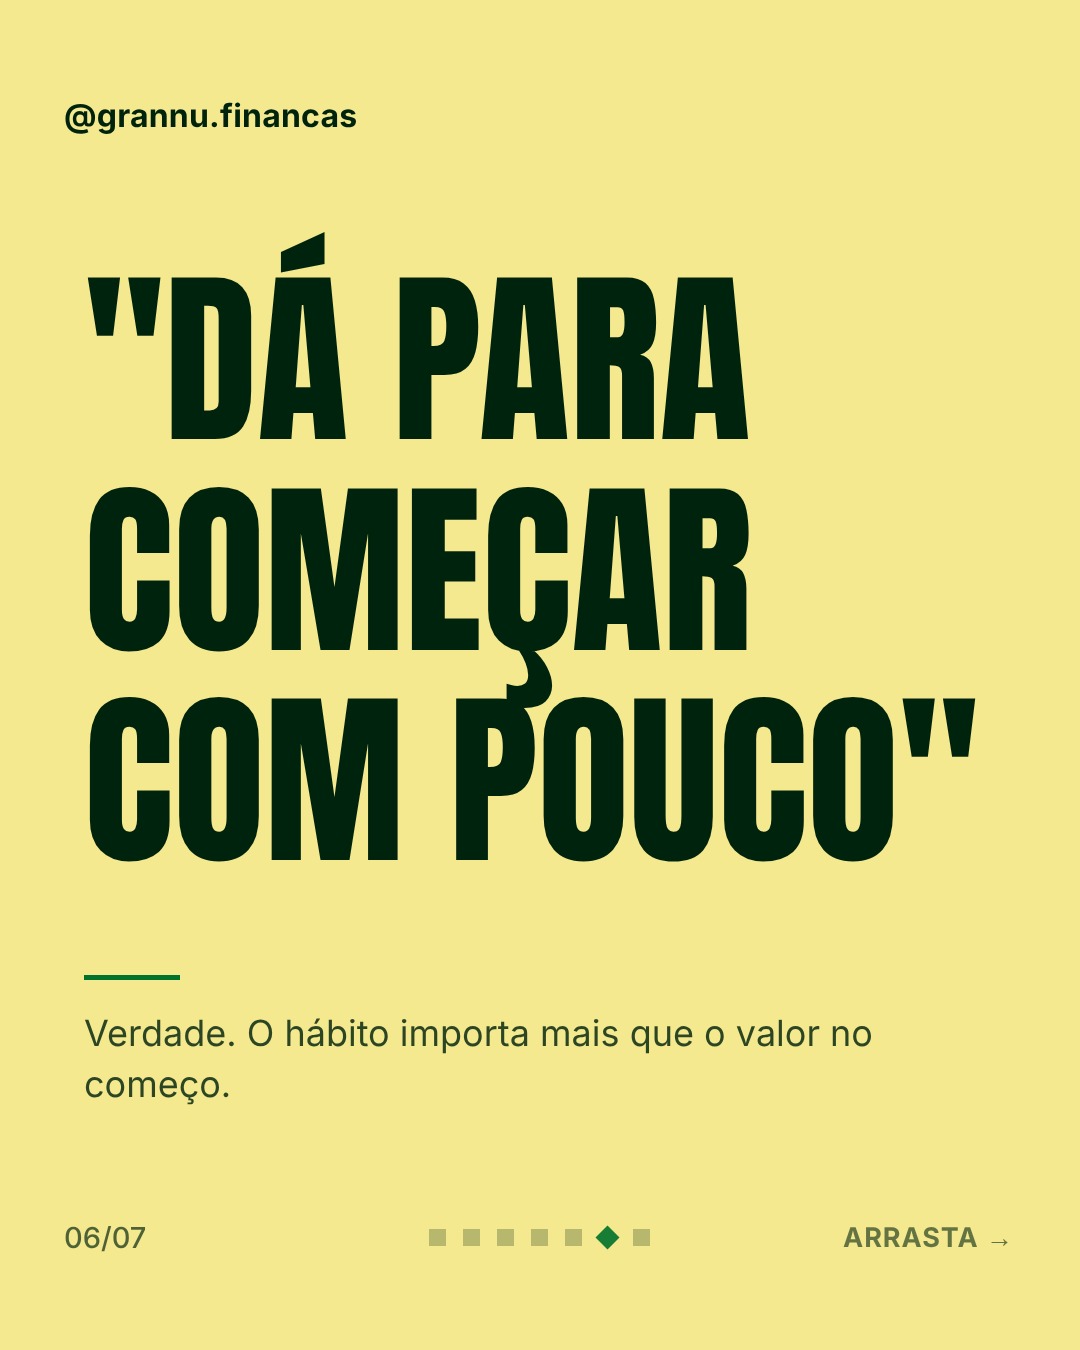 @grannu.financas
"DÁ PARA
COMEÇAR
COM POUCO"
Verdade. O hábito importa mais que o valor no
começo.
06/07
ARRASTA →